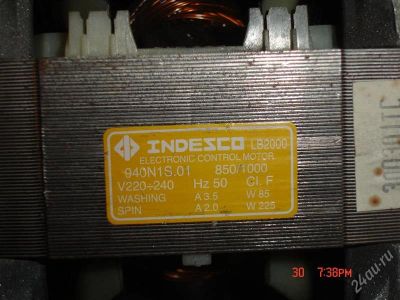 INDESCO LB2000
ELECTRONIC CONTROL MOTOR
940N1S.01 850/1000
V220÷240 Hz 50 Cl. F
WASHING A 3.5 W 85
SPIN A 2.0 W 225
30 7:38PM
24au.ru